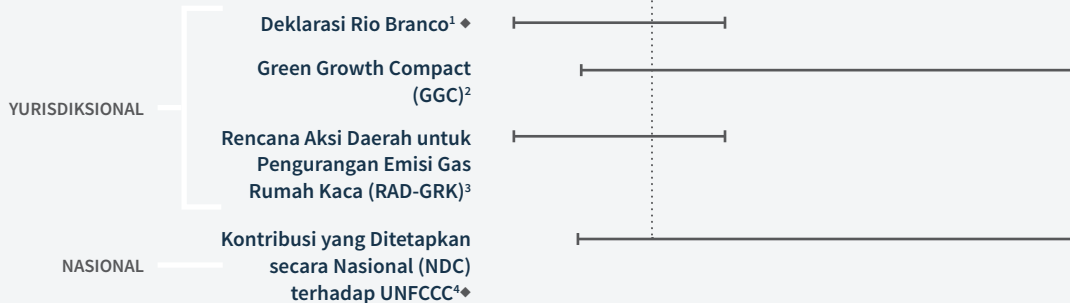 YURISDIKSIONAL
Deklarasi Rio Branco¹ ◆
Green Growth Compact
(GGC)²
Rencana Aksi Daerah untuk
Pengurangan Emisi Gas
Rumah Kaca (RAD-GRK)³
NASIONAL
Kontribusi yang Ditetapkan
secara Nasional (NDC)
terhadap UNFCCC⁴◆